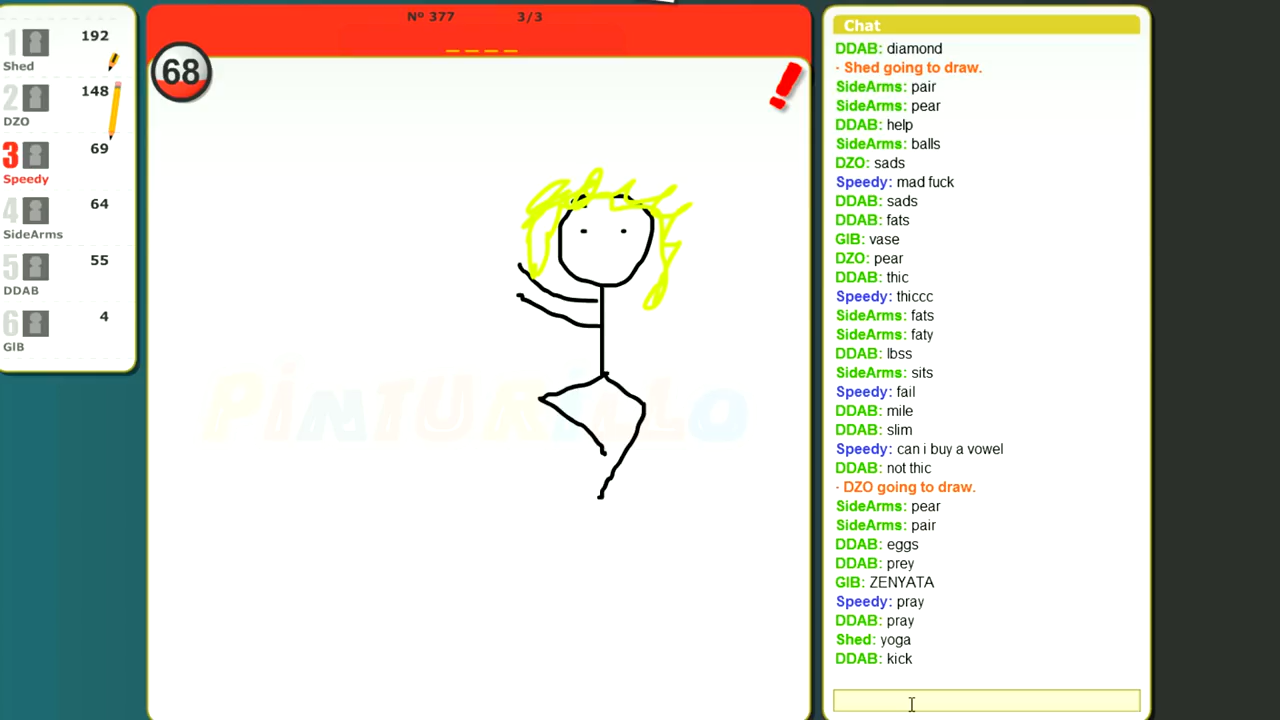 Nº 377 3/3
_ _ _ _
68
1 192
Shed
2 148
DZO
3 69
Speedy
4 64
SideArms
5 55
DDAB
6 4
GIB
PINTURILLO
Chat
DDAB: diamond
· Shed going to draw.
SideArms: pair
SideArms: pear
DDAB: help
SideArms: balls
DZO: sads
Speedy: mad fuck
DDAB: sads
DDAB: fats
GIB: vase
DZO: pear
DDAB: thic
Speedy: thiccc
SideArms: fats
SideArms: faty
DDAB: lbss
SideArms: sits
Speedy: fail
DDAB: mile
DDAB: slim
Speedy: can i buy a vowel
DDAB: not thic
· DZO going to draw.
SideArms: pear
SideArms: pair
DDAB: eggs
DDAB: prey
GIB: ZENYATA
Speedy: pray
DDAB: pray
Shed: yoga
DDAB: kick